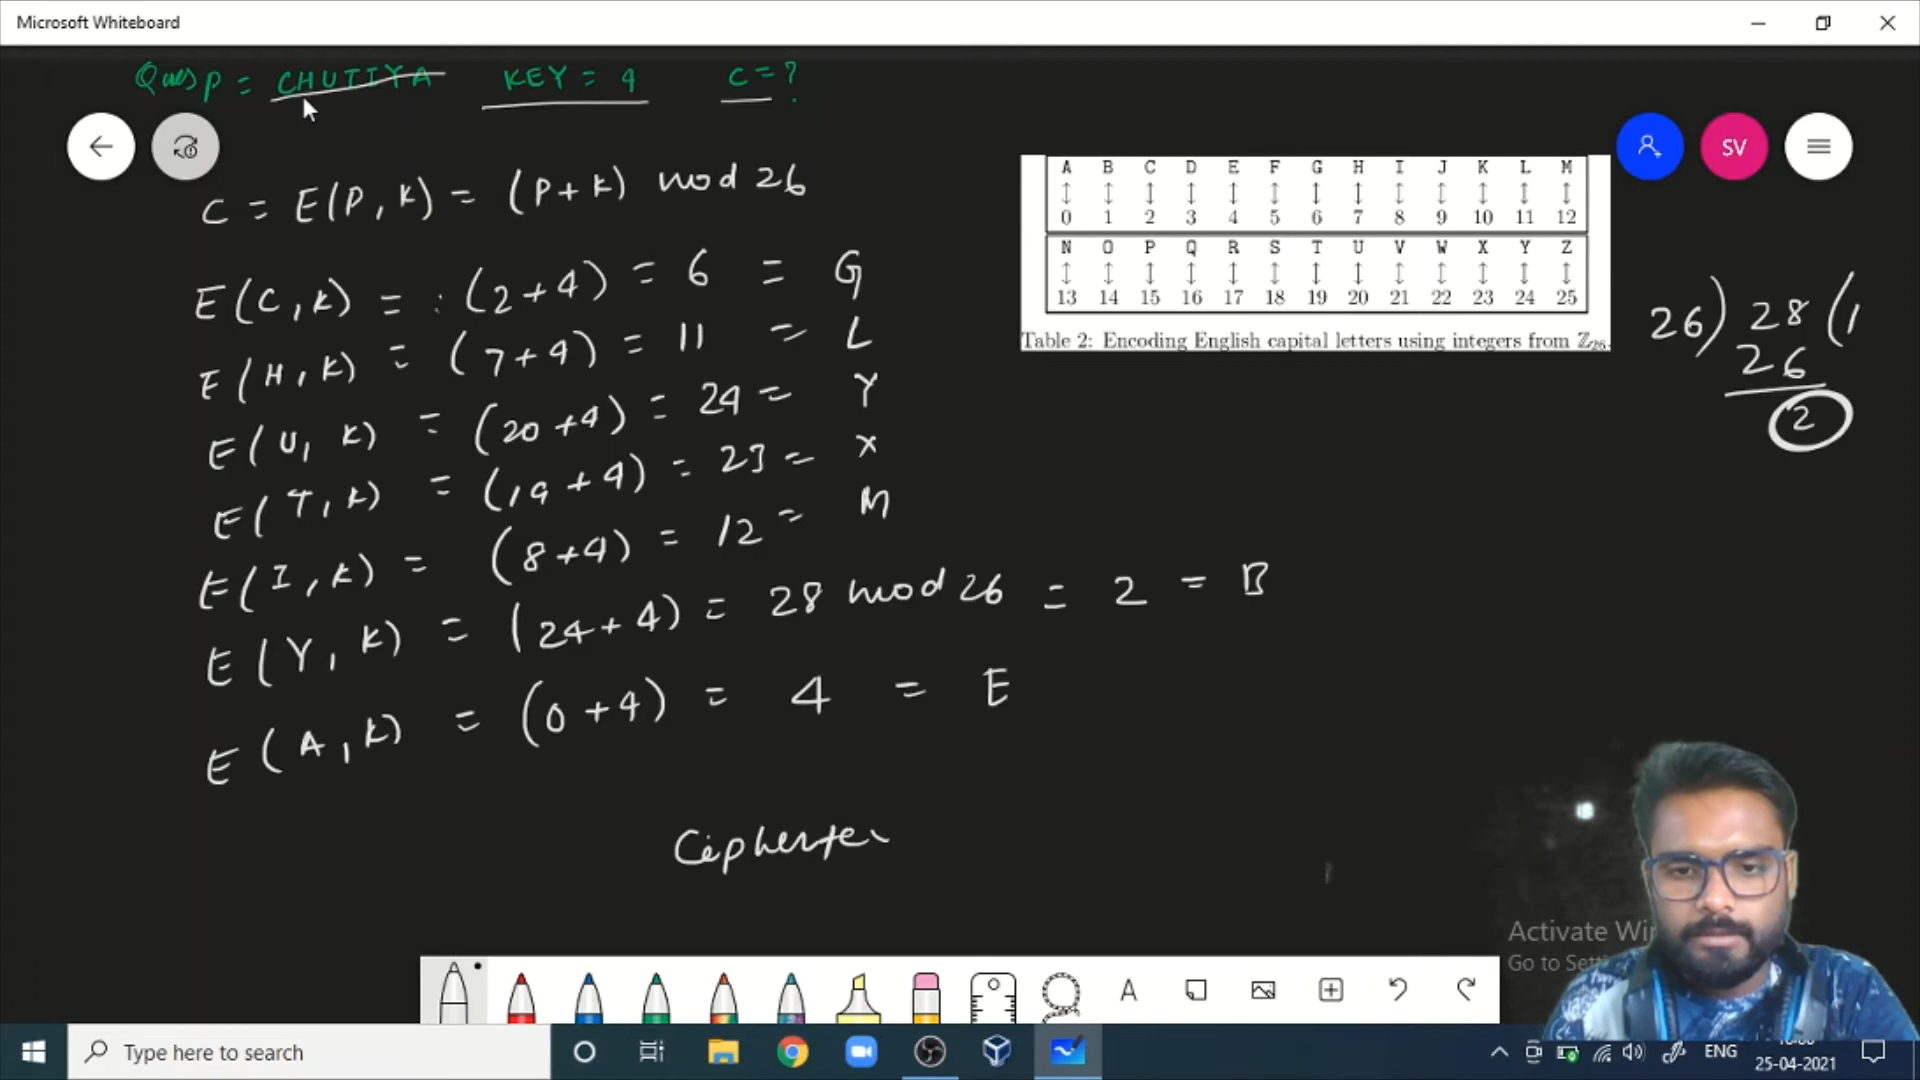 Microsoft Whiteboard
Ques P = CHUTIYA KEY = 4 C = ?
SV
C = E(P, K) = (P+K) mod 26
E(C, K) = : (2+4) = 6 = G
E(H, K) = (7+4) = 11 = L
E(U, K) = (20+4) = 24 = Y
E(T, K) = (19+4) = 23 = X
E(I, K) = (8+4) = 12 = M
E(Y, K) = (24+4) = 28 mod 26 = 2 = B
E(A, K) = (0+4) = 4 = E
Ciphertex
A B C D E F G H I J K L M
↕ ↕ ↕ ↕ ↕ ↕ ↕ ↕ ↕ ↕ ↕ ↕ ↕
0 1 2 3 4 5 6 7 8 9 10 11 12
N O P Q R S T U V W X Y Z
↕ ↕ ↕ ↕ ↕ ↕ ↕ ↕ ↕ ↕ ↕ ↕ ↕
13 14 15 16 17 18 19 20 21 22 23 24 25
Table 2: Encoding English capital letters using integers from ℤ26.
26) 28 (1
26
2
Activate Wi
Go to Sett
A
Type here to search
ENG
25-04-2021